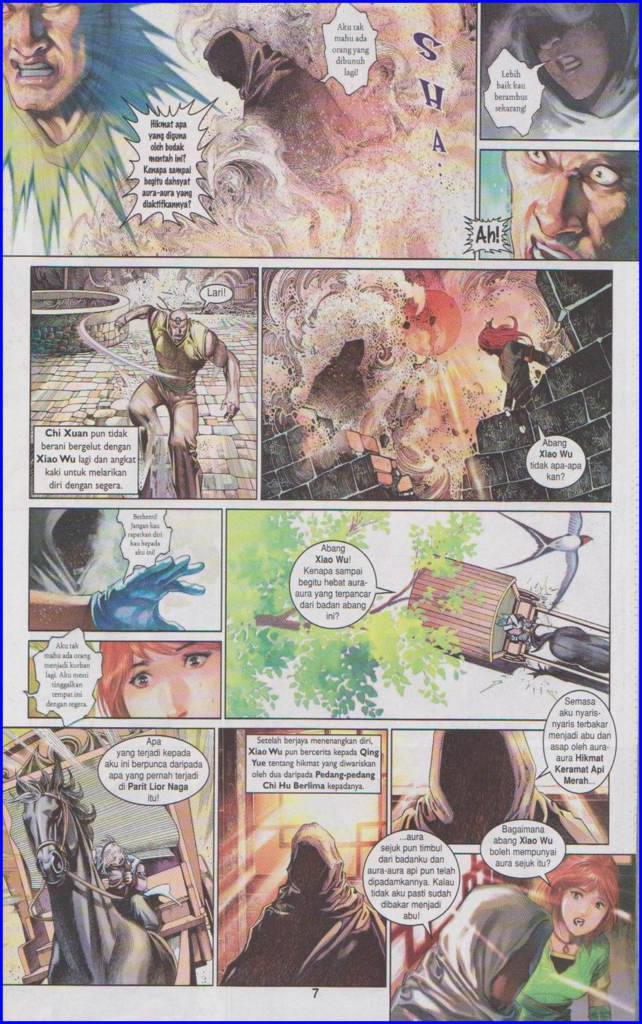 Aku tak
mahu ada
orang yang
dibunuh
lagi!
SHA.
Hikmat apa
yang diguna
oleh budak
mentah ini?
Kenapa sampai
begitu dahsyat
aura-aura yang
diaktifkannya?
Lebih
baik kau
berambus
sekarang!
Ah!
Lari!
Chi Xuan pun tidak
berani bergelut dengan
Xiao Wu lagi dan angkat
kaki untuk melarikan
diri dengan segera.
Abang
Xiao Wu
tidak apa-apa
kan?
Berhenti!
Jangan kau
rapatkan diri
kau kepada
aku ini!
Aku tak
mahu ada orang
menjadi korban
lagi. Aku mesti
tinggalkan
tempat ini
dengan segera.
Abang
Xiao Wu!
Kenapa sampai
begitu hebat aura-
aura yang terpancar
dari badan abang
ini?
Apa
yang terjadi kepada
aku ini berpunca daripada
apa yang pernah terjadi
di Parit Lior Naga
itu!
Setelah berjaya menenangkan diri,
Xiao Wu pun bercerita kepada Qing
Yue tentang hikmat yang diwariskan
oleh dua daripada Pedang-pedang
Chi Hu Berlima kepadanya.
Semasa
aku nyaris-
nyaris terbakar
menjadi abu dan
asap oleh aura-
aura Hikmat
Keramat Api
Merah...
...aura
sejuk pun timbul
dari badanku dan
aura-aura api pun telah
dipadamkannya. Kalau
tidak aku pasti sudah
dibakar menjadi
abu!
Bagaimana
abang Xiao Wu
boleh mempunyai
aura sejuk itu?
7